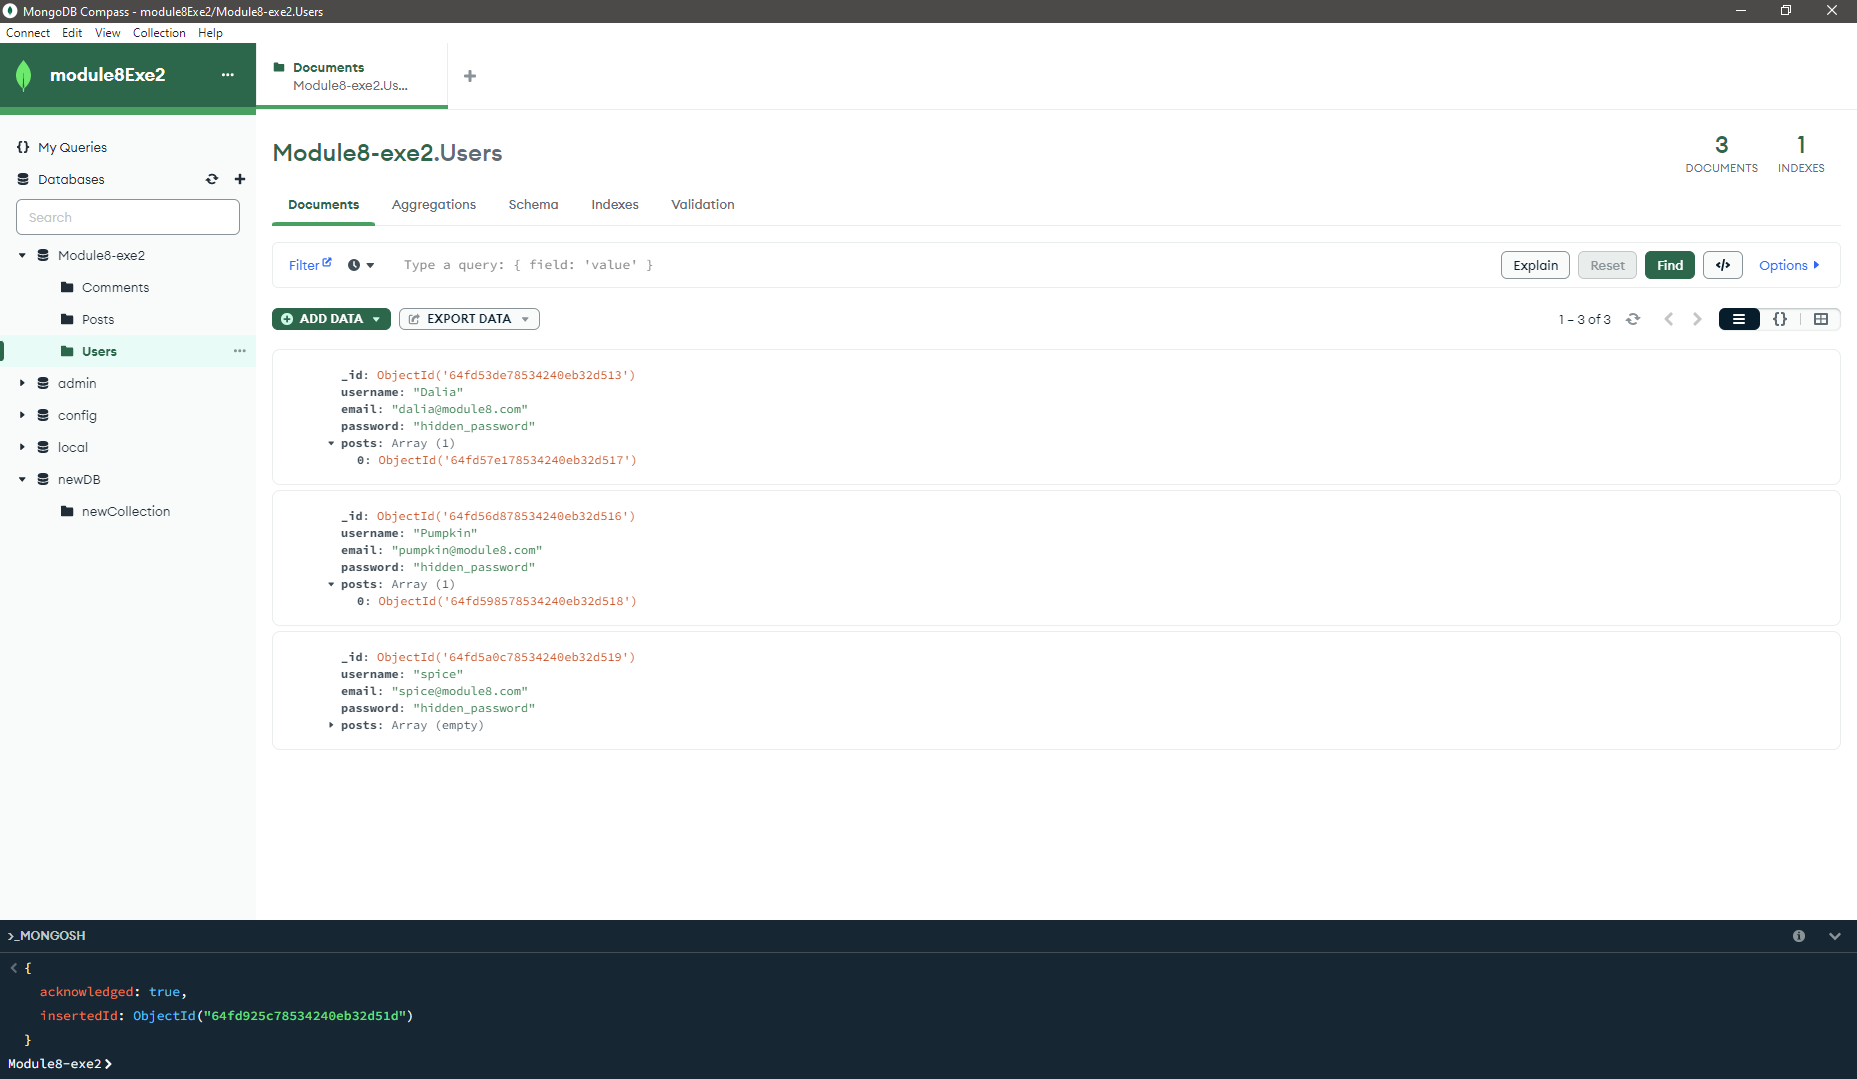 MongoDB Compass - module8Exe2/Module8-exe2.Users
Connect Edit View Collection Help
module8Exe2
Documents
Module8-exe2.Us...
My Queries
Databases
Search
Module8-exe2
Comments
Posts
Users
admin
config
local
newDB
newCollection
Module8-exe2.Users
3
DOCUMENTS
1
INDEXES
Documents Aggregations Schema Indexes Validation
Filter Type a query: { field: 'value' } Explain Reset Find </> Options
ADD DATA EXPORT DATA 1 – 3 of 3 {}
_id: ObjectId('64fd53de78534240eb32d513')
username: "Dalia"
email: "dalia@module8.com"
password: "hidden_password"
posts: Array (1)
0: ObjectId('64fd57e178534240eb32d517')
_id: ObjectId('64fd56d878534240eb32d516')
username: "Pumpkin"
email: "pumpkin@module8.com"
password: "hidden_password"
posts: Array (1)
0: ObjectId('64fd598578534240eb32d518')
_id: ObjectId('64fd5a0c78534240eb32d519')
username: "spice"
email: "spice@module8.com"
password: "hidden_password"
posts: Array (empty)
>_MONGOSH
< {
acknowledged: true,
insertedId: ObjectId("64fd925c78534240eb32d51d")
}
Module8-exe2>